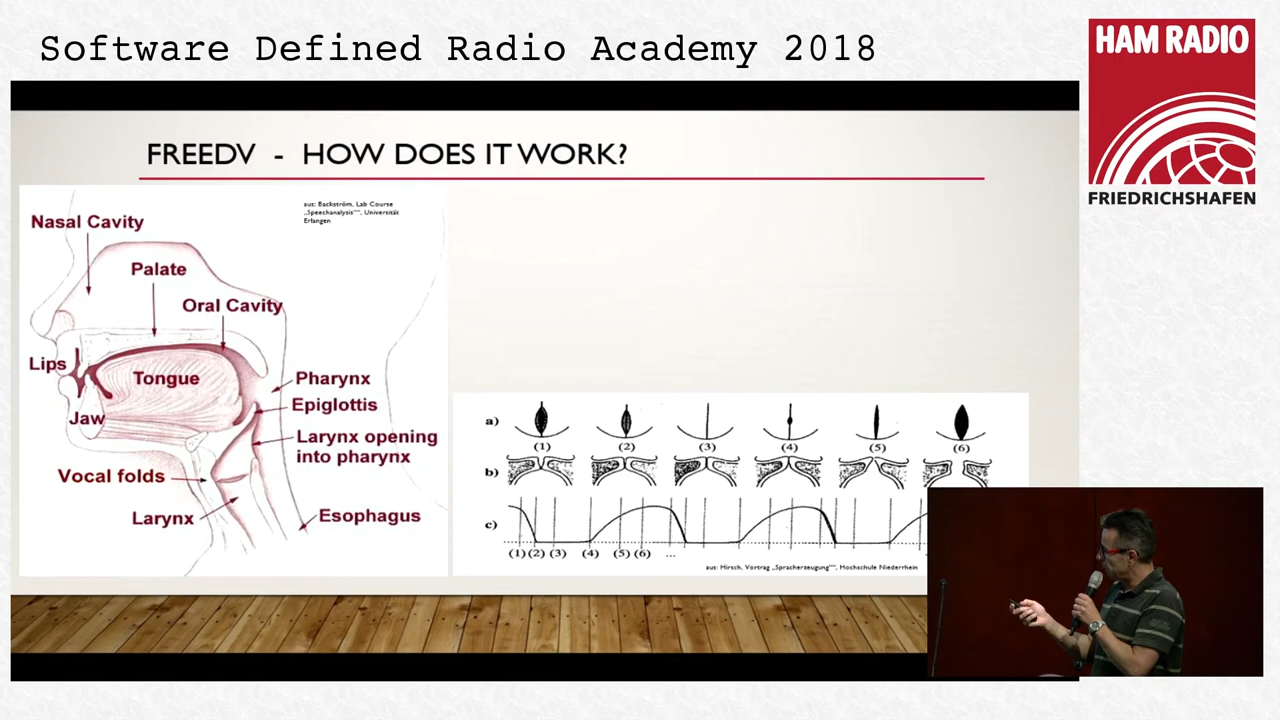 Software Defined Radio Academy 2018
HAM RADIO
FRIEDRICHSHAFEN
FREEDV - HOW DOES IT WORK?
aus: Backström, Lab Course
„Speechanalysis"", Universität
Erlangen
Nasal Cavity
Palate
Oral Cavity
Lips
Tongue
Pharynx
Epiglottis
Jaw
Larynx opening
into pharynx
Vocal folds
Larynx
Esophagus
a)
(1) (2) (3) (4) (5) (6)
b)
c)
(1) (2) (3) (4) (5) (6) ...
aus: Hirsch, Vortrag „Spracherzeugung"", Hochschule Niederrhein